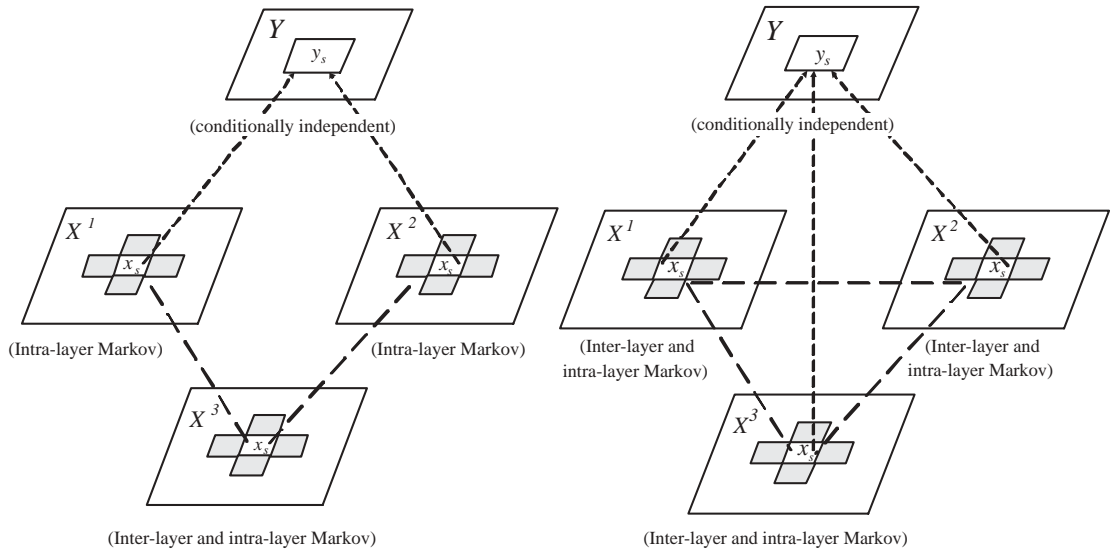 Y
y_s
(conditionally independent)
X^1
x_s
(Intra-layer Markov)
X^2
x_s
(Intra-layer Markov)
X^3
x_s
(Inter-layer and intra-layer Markov)
Y
y_s
(conditionally independent)
X^1
x_s
(Inter-layer and
intra-layer Markov)
X^2
x_s
(Inter-layer and
intra-layer Markov)
X^3
x_s
(Inter-layer and intra-layer Markov)